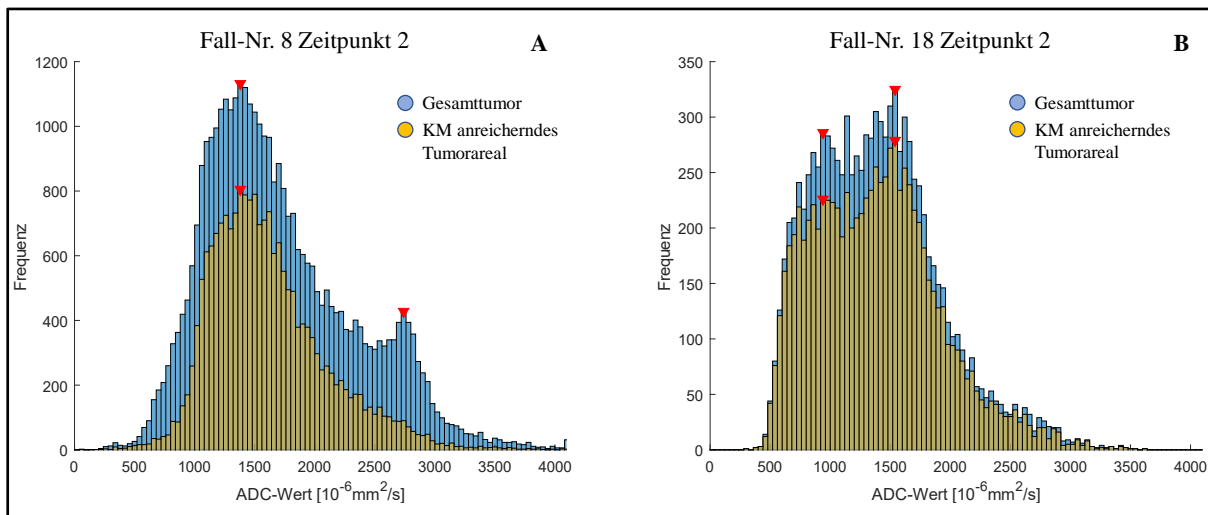 Fall-Nr. 8 Zeitpunkt 2
A
1200
1000
800
600
400
200
0
Frequenz
Gesamttumor
KM anreicherndes
Tumorareal
0 500 1000 1500 2000 2500 3000 3500 4000
ADC-Wert [10⁻⁶mm²/s]
Fall-Nr. 18 Zeitpunkt 2
B
350
300
250
200
150
100
50
0
Frequenz
Gesamttumor
KM anreicherndes
Tumorareal
0 500 1000 1500 2000 2500 3000 3500 4000
ADC-Wert [10⁻⁶mm²/s]